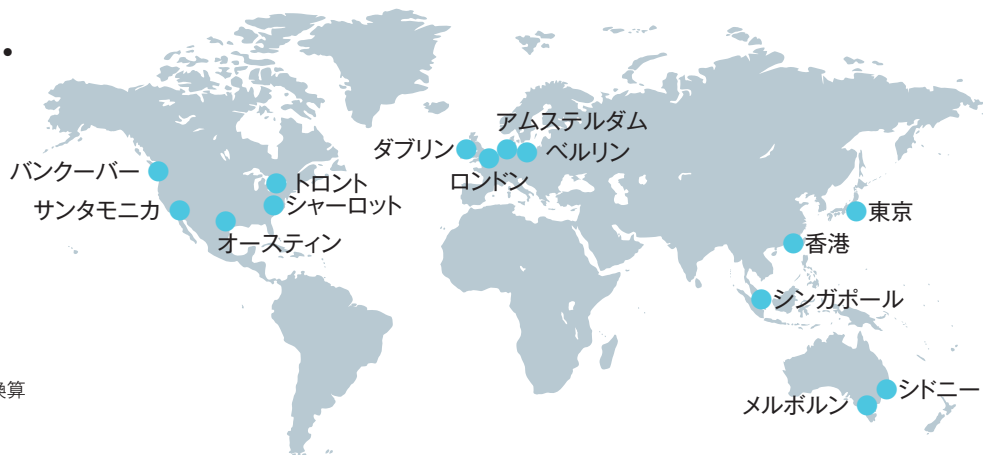 アムステルダム
ダブリン
ベルリン
ロンドン
バンクーバー
トロント
サンタモニカ
シャーロット
オースティン
東京
香港
シンガポール
シドニー
メルボルン
換算